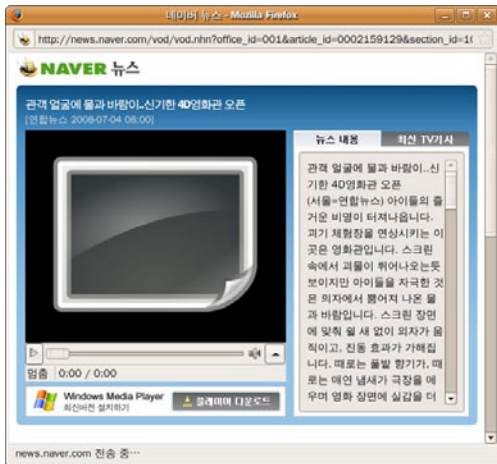 네이버 뉴스 - Mozilla Firefox
http://news.naver.com/vod/vod.nhn?office_id=001&article_id=0002159129&section_id=1(
NAVER 뉴스
관객 얼굴에 물과 바람이..신기한 4D영화관 오픈
[연합뉴스 2008-07-04 08:00]
뉴스 내용
최신 TV기사
관객 얼굴에 물과 바람이..신
기한 4D영화관 오픈
(서울=연합뉴스) 아이들의 즐
거운 비명이 터져나옵니다.
괴기 체험장을 연상시키는 이
곳은 영화관입니다. 스크린
속에서 괴물이 튀어나오는듯
보이지만 아이들을 자극한 것
은 의자에서 뿜어져 나온 물
과 바람입니다. 스크린 장면
에 맞춰 쉴 새 없이 의자가 움
직이고, 진동 효과가 가해집
니다. 때로는 풀밭 향기가, 때
로는 매연 냄새가 극장을 메
우며 영화 장면에 실감을 더
멈춤 0:00 / 0:00
Windows Media Player
최신버전 설치하기
플레이어 다운로드
news.naver.com 전송 중…